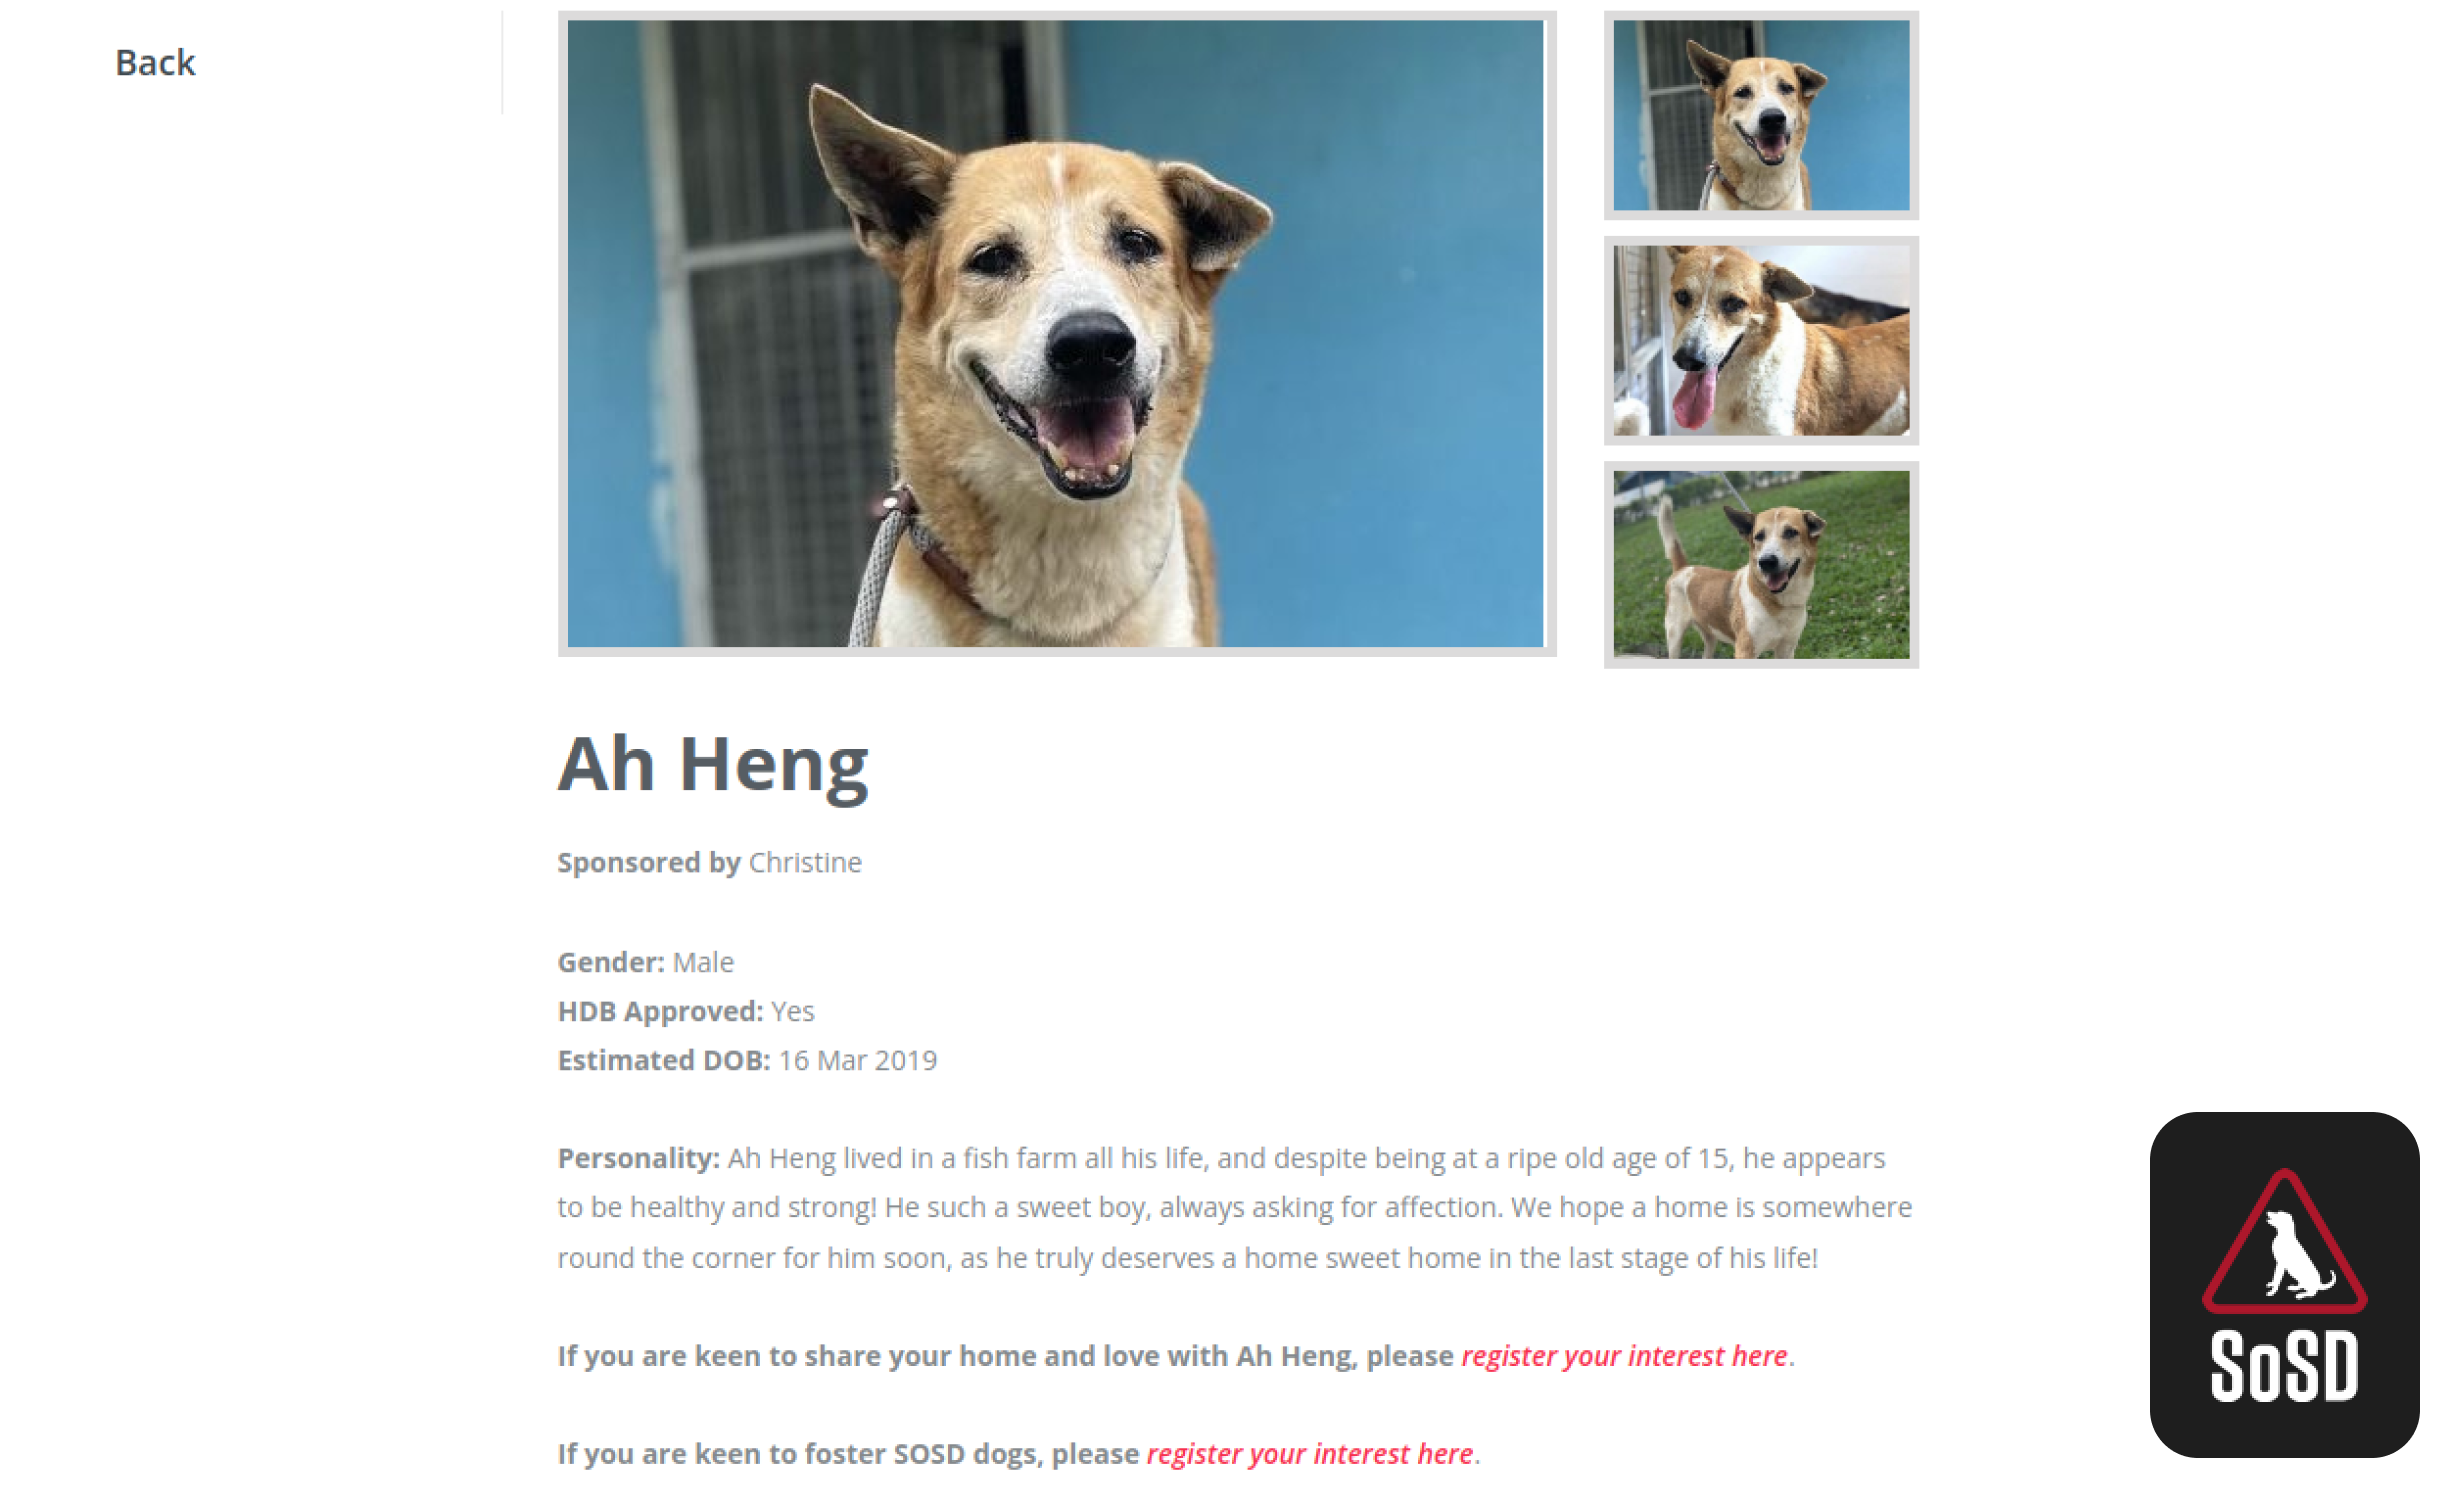 Back
Ah Heng
Sponsored by Christine
Gender: Male
HDB Approved: Yes
Estimated DOB: 16 Mar 2019
Personality: Ah Heng lived in a fish farm all his life, and despite being at a ripe old age of 15, he appears
to be healthy and strong! He such a sweet boy, always asking for affection. We hope a home is somewhere
round the corner for him soon, as he truly deserves a home sweet home in the last stage of his life!
If you are keen to share your home and love with Ah Heng, please register your interest here.
If you are keen to foster SOSD dogs, please register your interest here.
SoSD